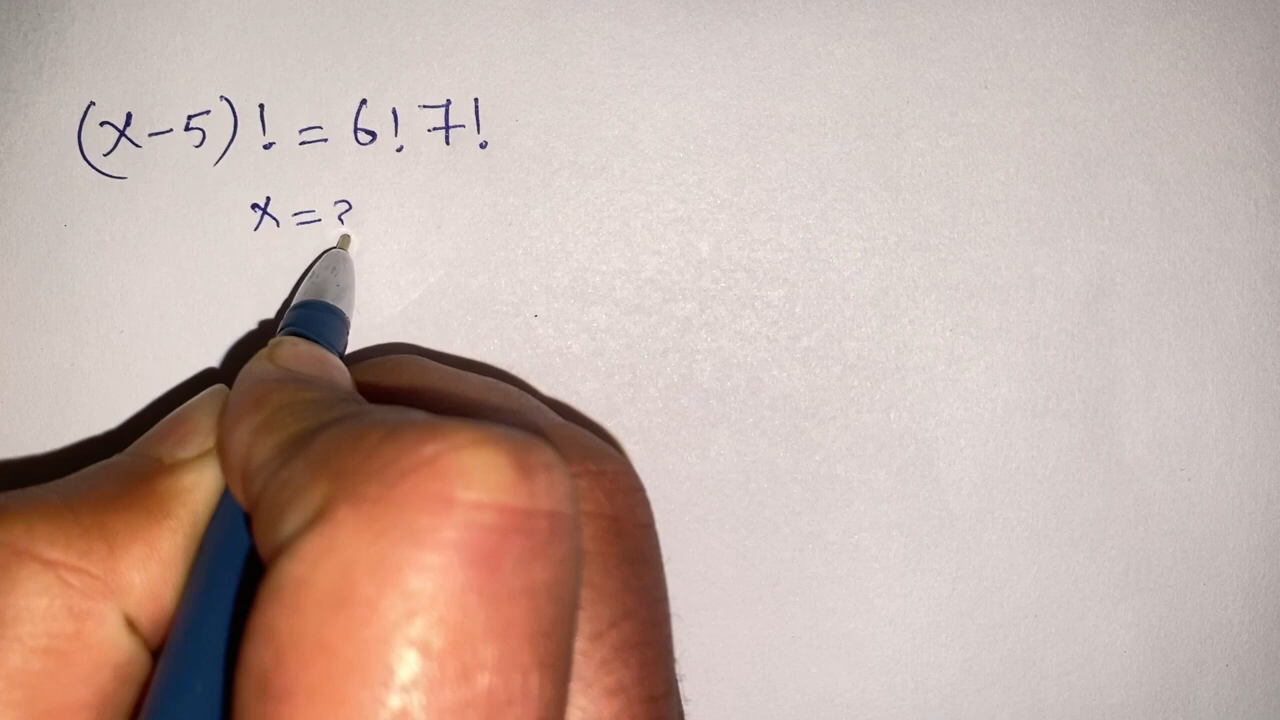 (x-5)! = 6! 7!
x = ?